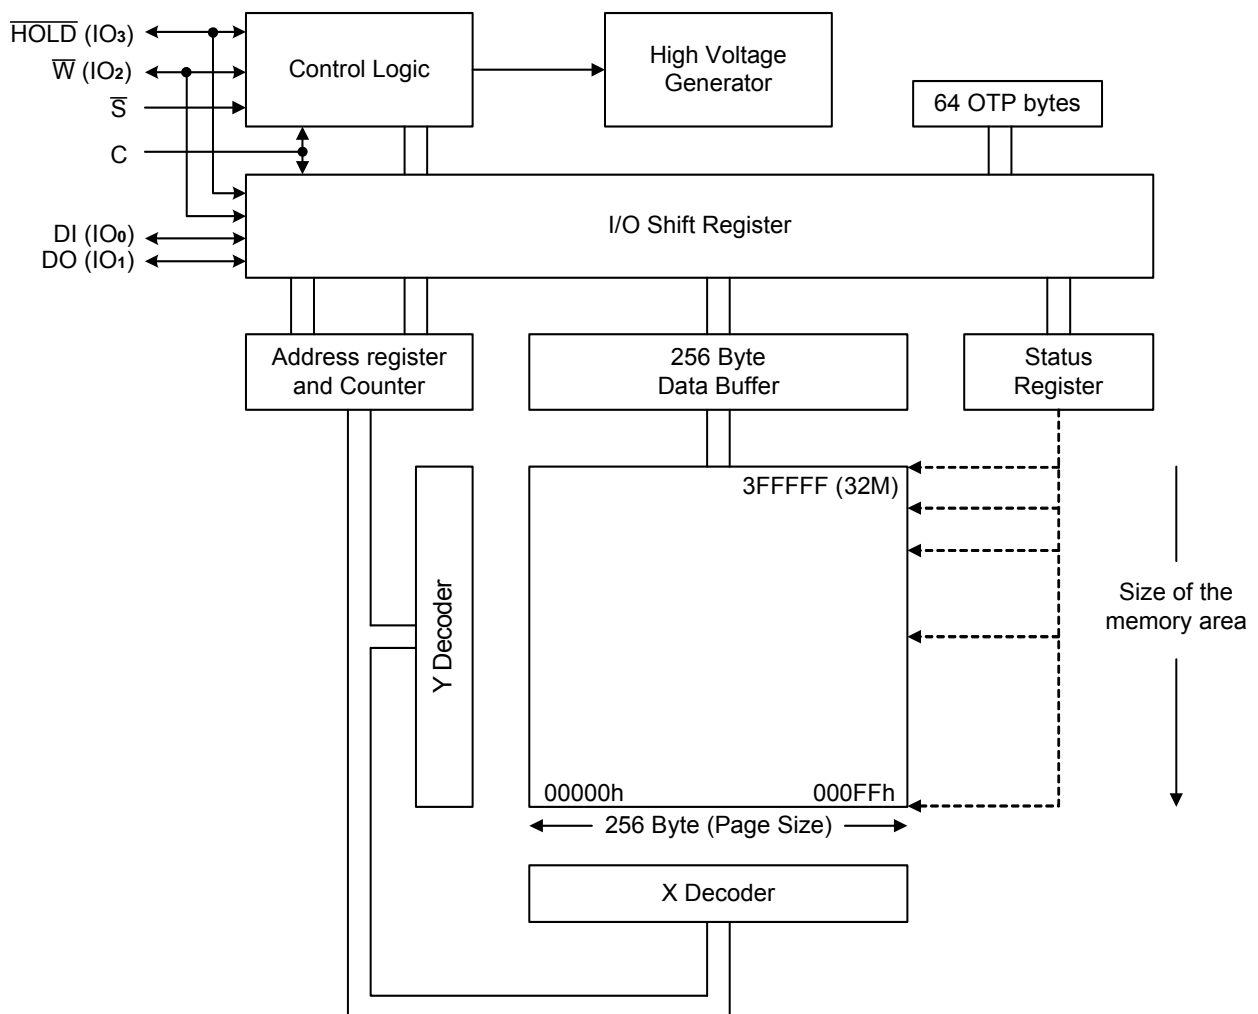 HOLD (IO3)
W (IO2)
S
C
DI (IO0)
DO (IO1)
Control Logic
High Voltage
Generator
64 OTP bytes
I/O Shift Register
Address register
and Counter
256 Byte
Data Buffer
Status
Register
Y Decoder
3FFFFF (32M)
00000h
000FFh
256 Byte (Page Size)
Size of the
memory area
X Decoder